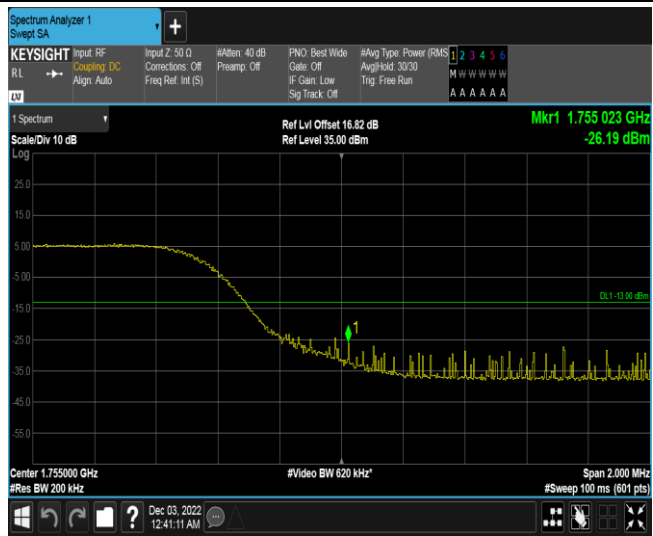 Spectrum Analyzer 1
Swept SA
+
KEYSIGHT
RL
Input: RF
Coupling: DC
Align: Auto
Input Z: 50 Ω
Corrections: Off
Freq Ref: Int (S)
#Atten: 40 dB
Preamp: Off
PNO: Best Wide
Gate: Off
IF Gain: Low
Sig Track: Off
#Avg Type: Power (RMS
Avg|Hold: 30/30
Trig: Free Run
1 2 3 4 5 6
M W W W W W
A A A A A A
LXI
1 Spectrum
Scale/Div 10 dB
Ref Lvl Offset 16.82 dB
Ref Level 35.00 dBm
Mkr1 1.755 023 GHz
-26.19 dBm
Log
25.0
15.0
5.00
-5.00
-15.0
-25.0
-35.0
-45.0
-55.0
DL1 -13.00 dBm
1
Center 1.755000 GHz
#Res BW 200 kHz
#Video BW 620 kHz*
Span 2.000 MHz
#Sweep 100 ms (601 pts)
?
Dec 03, 2022
12:41:11 AM